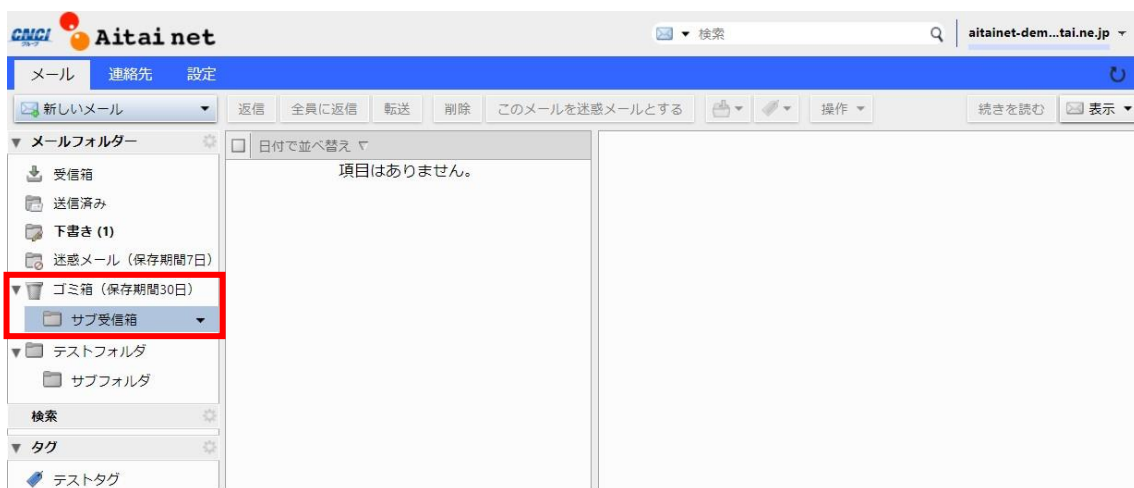 CNCI グループ Aitai net
検索
aitainet-dem...tai.ne.jp
メール 連絡先 設定
新しいメール
返信 全員に返信 転送 削除 このメールを迷惑メールとする 操作 続きを読む 表示
メールフォルダー
日付で並べ替え
項目はありません。
受信箱
送信済み
下書き (1)
迷惑メール（保存期間7日）
ゴミ箱（保存期間30日）
サブ受信箱
テストフォルダ
サブフォルダ
検索
タグ
テストタグ